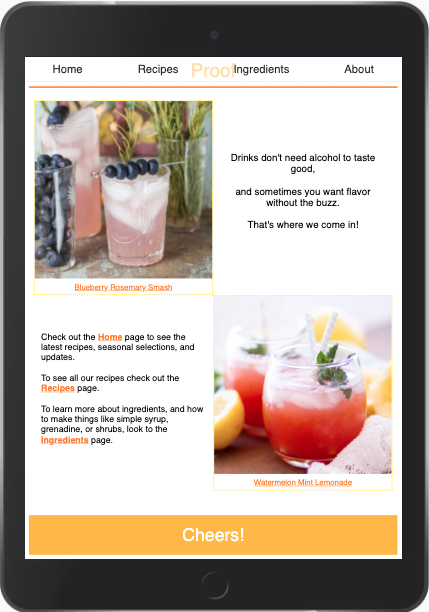 Home Recipes Proof Ingredients About
Drinks don't need alcohol to taste
good,
and sometimes you want flavor
without the buzz.
That's where we come in!
Blueberry Rosemary Smash
Check out the Home page to see the
latest recipes, seasonal selections, and
updates.
To see all our recipes check out the
Recipes page.
To learn more about ingredients, and how
to make things like simple syrup,
grenadine, or shrubs, look to the
Ingredients page.
Watermelon Mint Lemonade
Cheers!